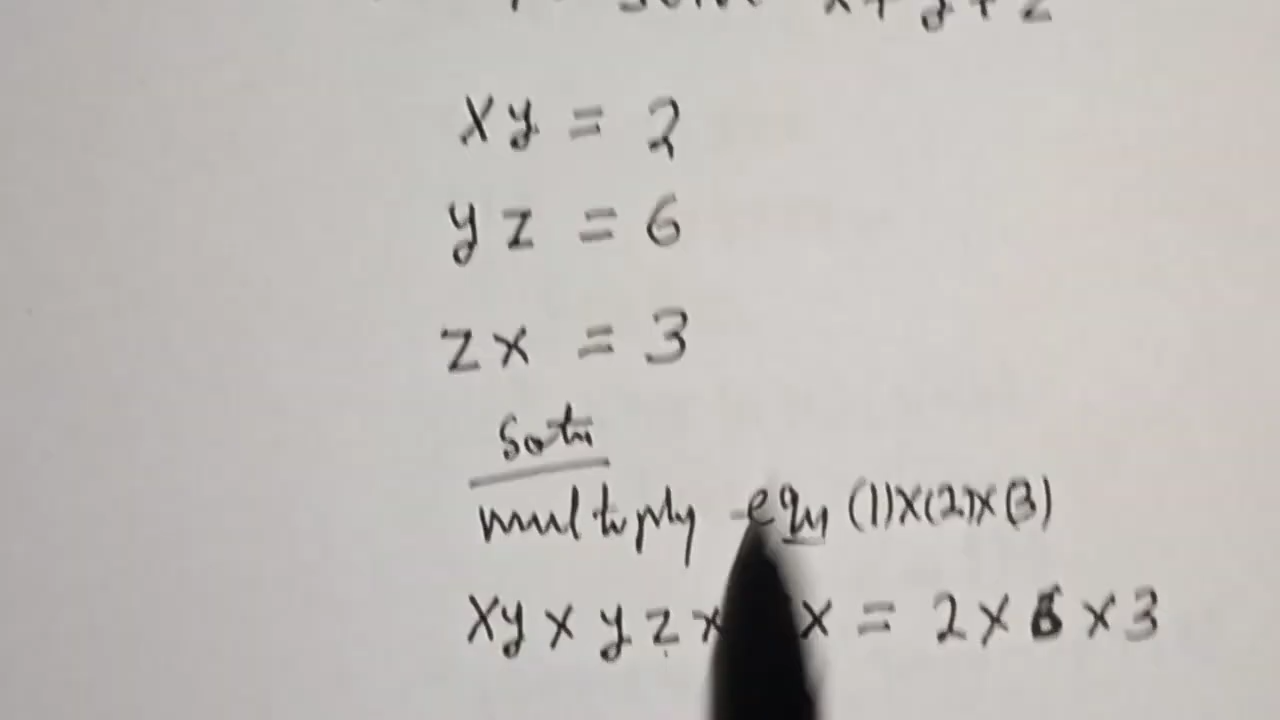 x+y+z
xy = 2
yz = 6
zx = 3
Soln
multiply eqn (1)X(2)X(3)
xy x yz x x = 2 x 6 x 3